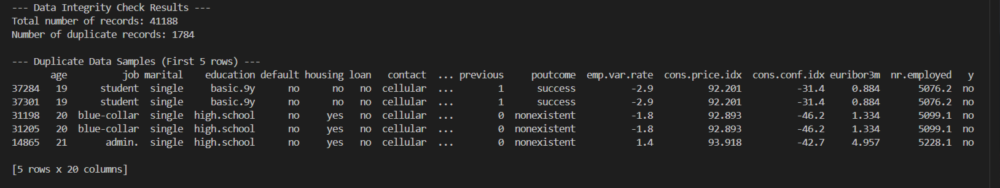 --- Data Integrity Check Results ---
Total number of records: 41188
Number of duplicate records: 1784
--- Duplicate Data Samples (First 5 rows) ---
age job marital education default housing loan contact ... previous poutcome emp.var.rate cons.price.idx cons.conf.idx euribor3m nr.employed y
37284 19 student single basic.9y no no no cellular ... 1 success -2.9 92.201 -31.4 0.884 5076.2 no
37301 19 student single basic.9y no no no cellular ... 1 success -2.9 92.201 -31.4 0.884 5076.2 no
31198 20 blue-collar single high.school no yes no cellular ... 0 nonexistent -1.8 92.893 -46.2 1.334 5099.1 no
31205 20 blue-collar single high.school no yes no cellular ... 0 nonexistent -1.8 92.893 -46.2 1.334 5099.1 no
14865 21 admin. single high.school no yes no cellular ... 0 nonexistent 1.4 93.918 -42.7 4.957 5228.1 no
[5 rows x 20 columns]